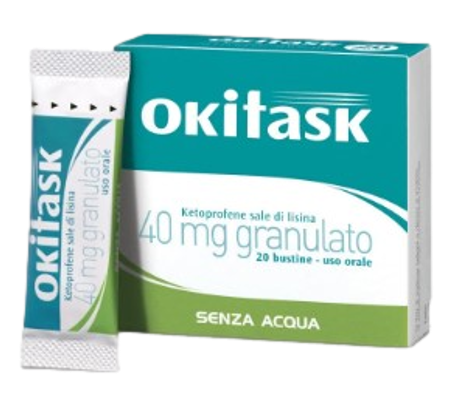 OKITASK
Ketoprofene sale di lisina
40 mg granulato
20 bustine - uso orale
SENZA ACQUA
OKITASK
Ketoprofene sale di lisina
40 mg granulato
uso orale